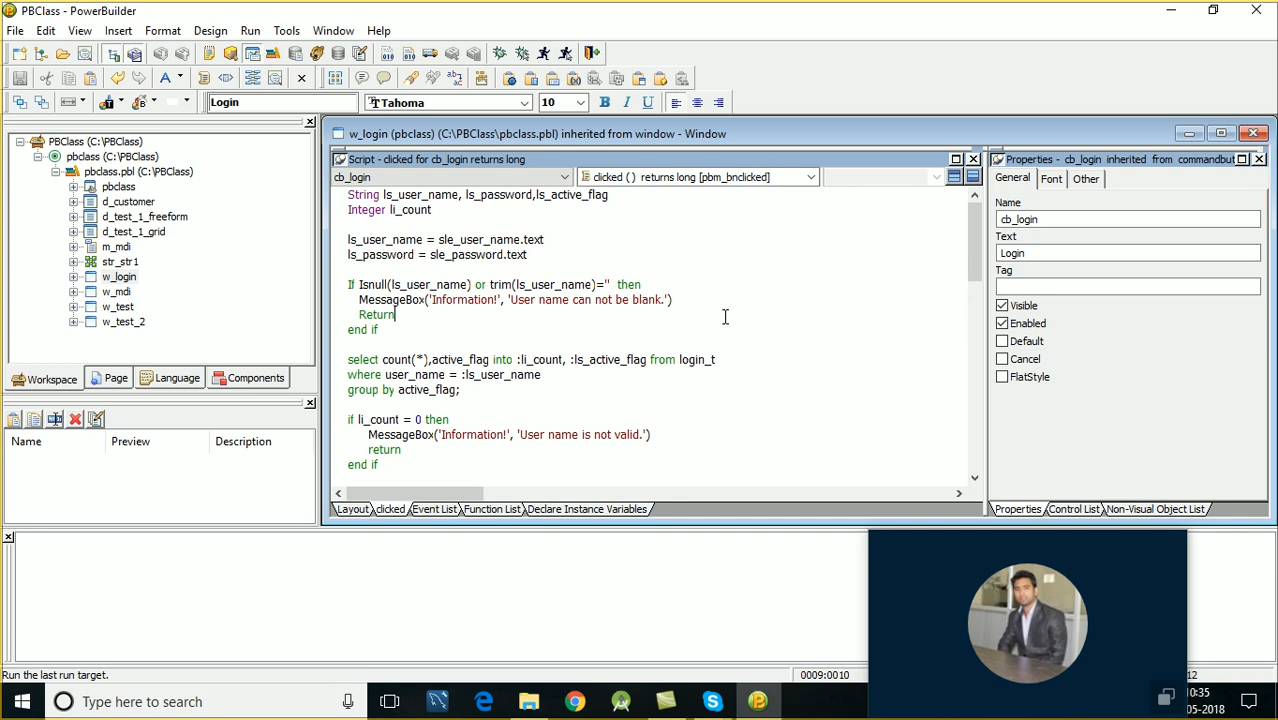 PBClass - PowerBuilder
File Edit View Insert Format Design Run Tools Window Help
Login Tahoma 10 B I U
PBClass (C:\PBClass)
pbclass (C:\PBClass)
pbclass.pbl (C:\PBClass)
pbclass
d_customer
d_test_1_freeform
d_test_1_grid
m_mdi
str_str1
w_login
w_mdi
w_test
w_test_2
Workspace Page Language Components
Name Preview Description
w_login (pbclass) (C:\PBClass\pbclass.pbl) inherited from window - Window
Script - clicked for cb_login returns long
cb_login clicked ( ) returns long [pbm_bnclicked]
String ls_user_name, ls_password,ls_active_flag
Integer li_count
ls_user_name = sle_user_name.text
ls_password = sle_password.text
If Isnull(ls_user_name) or trim(ls_user_name)='' then
MessageBox('Information!', 'User name can not be blank.')
Return
end if
select count(*),active_flag into :li_count, :ls_active_flag from login_t
where user_name = :ls_user_name
group by active_flag;
if li_count = 0 then
MessageBox('Information!', 'User name is not valid.')
return
end if
Layout clicked Event List Function List Declare Instance Variables
Properties - cb_login inherited from commandbut
General Font Other
Name
cb_login
Text
Login
Tag
Visible
Enabled
Default
Cancel
FlatStyle
Properties Control List Non-Visual Object List
Run the last run target.
0009:0010
12
Type here to search
10:35
05-2018